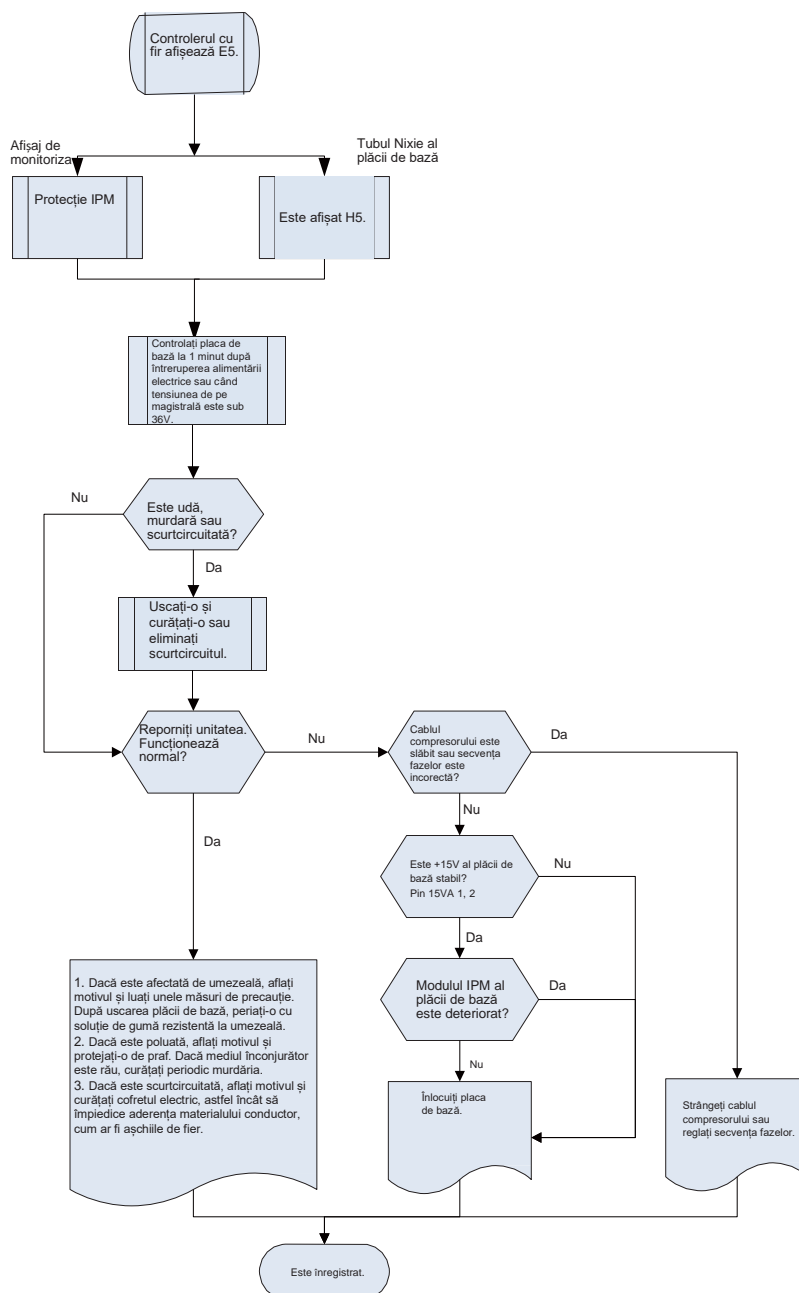 Controlerul cu
fir afișează E5.
Afișaj de
monitoriza
Tubul Nixie al
plăcii de bază
Protecție IPM
Este afișat H5.
Controlați placa de
bază la 1 minut după
întreruperea alimentării
electrice sau când
tensiunea de pe
magistrală este sub
36V.
Nu
Este udă,
murdară sau
scurtcircuitată?
Da
Uscați-o și
curățați-o sau
eliminați
scurtcircuitul.
Reporniți unitatea.
Funcționează
normal?
Nu
Cablul
compresorului este
slăbit sau secvența
fazelor este
incorectă?
Da
Nu
Da
Este +15V al plăcii de
bază stabil?
Pin 15VA 1, 2
Nu
Da
Modulul IPM al
plăcii de bază
este deteriorat?
Da
Nu
1. Dacă este afectată de umezeală, aflați
motivul și luați unele măsuri de precauție.
După uscarea plăcii de bază, periați-o cu
soluție de gumă rezistentă la umezeală.
2. Dacă este poluată, aflați motivul și
protejați-o de praf. Dacă mediul înconjurător
este rău, curățați periodic murdăria.
3. Dacă este scurtcircuitată, aflați motivul și
curățați cofretul electric, astfel încât să
împiedice aderența materialului conductor,
cum ar fi așchiile de fier.
Înlocuiți placa
de bază.
Strângeți cablul
compresorului sau
reglați secvența fazelor.
Este înregistrat.